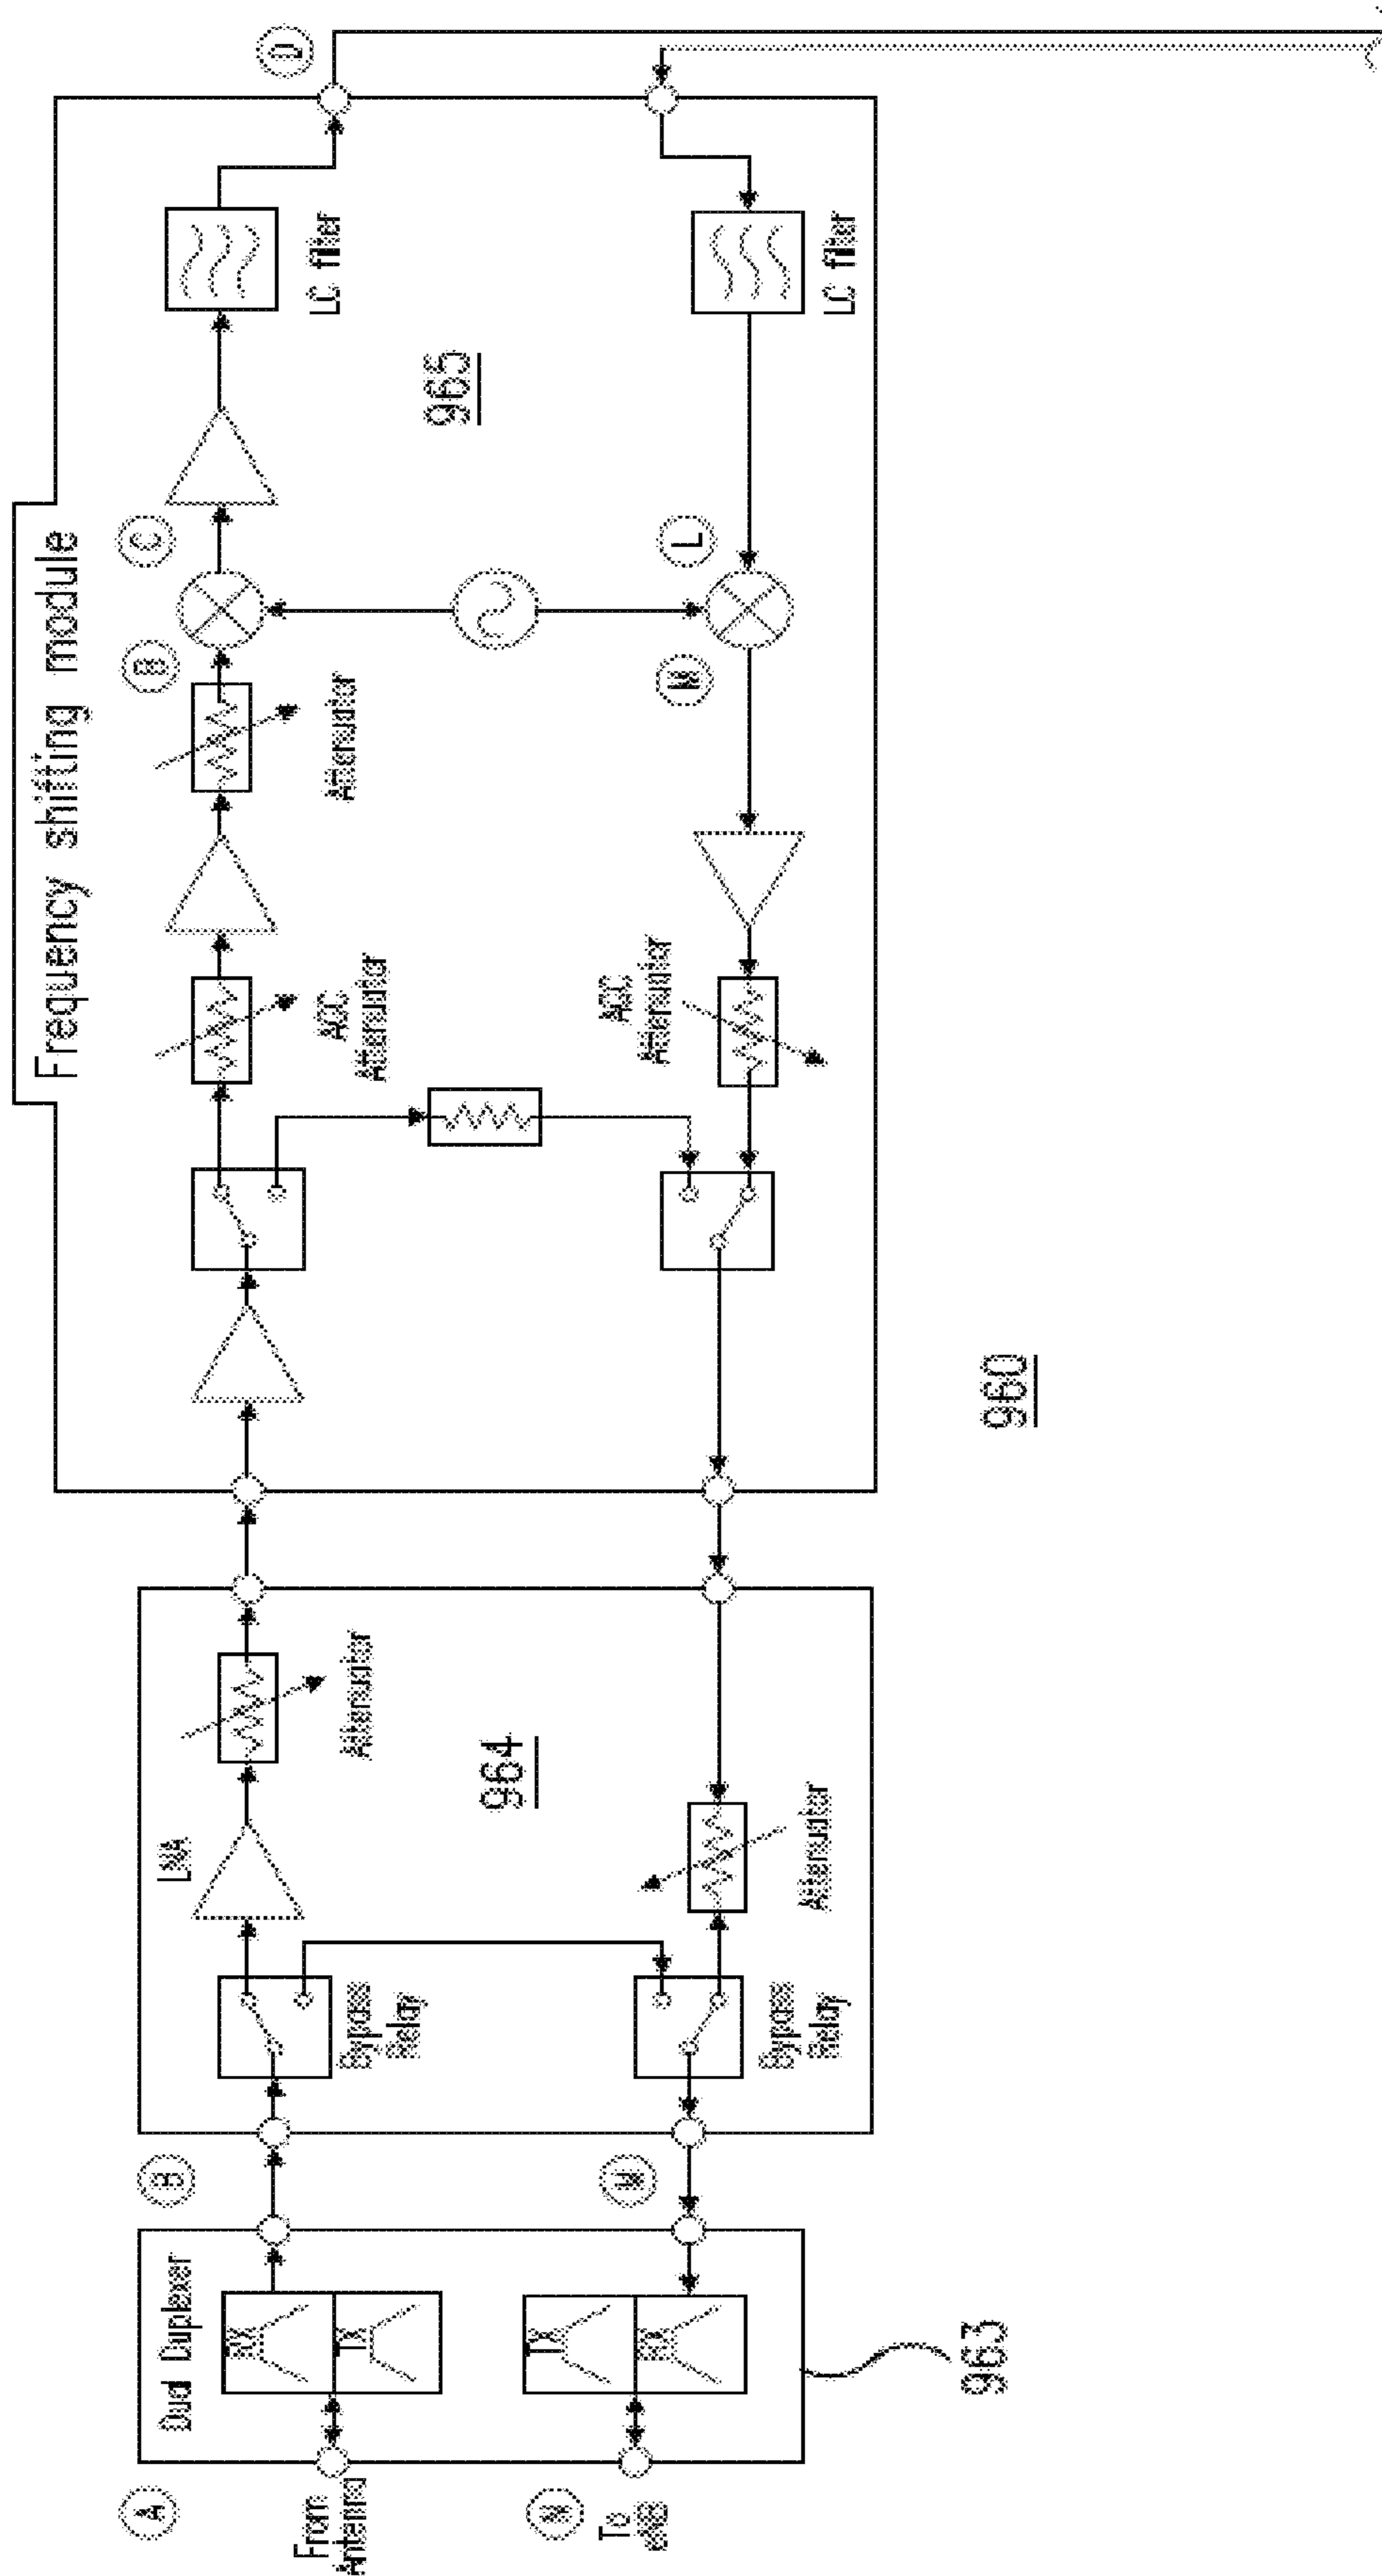 Frequency shifting module
D
LC filter
LC filter
965
C
L
B
M
Attenuator
AGC
Attenuator
AGC
Attenuator
960
Attenuator
LNA
964
Attenuator
Bypass
Relay
Bypass
Relay
B
M
Dual Duplexer
RX
TX
TX
RX
963
A
From
Antenna
N
To
eNB